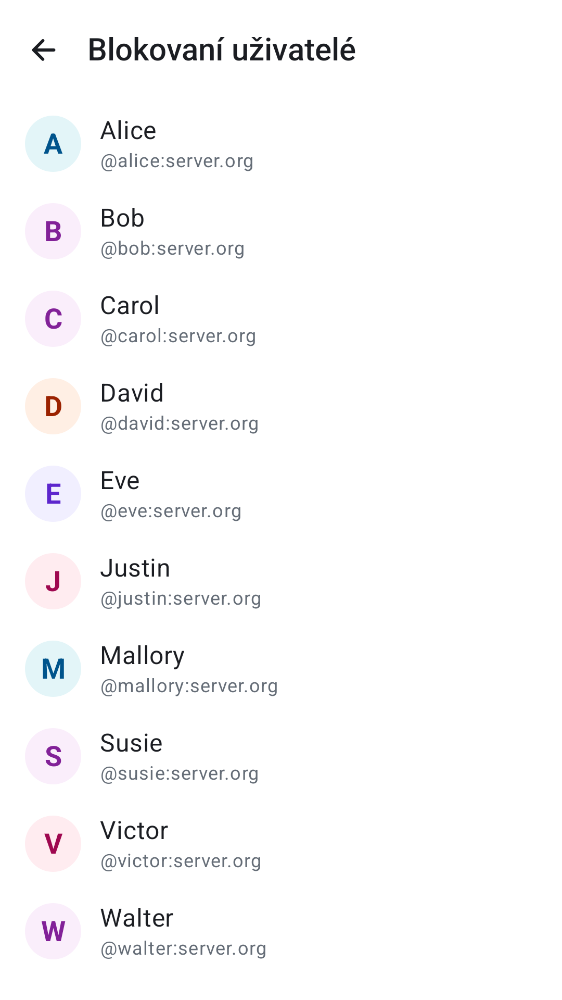 Blokovaní uživatelé
A
Alice
@alice:server.org
B
Bob
@bob:server.org
C
Carol
@carol:server.org
D
David
@david:server.org
E
Eve
@eve:server.org
J
Justin
@justin:server.org
M
Mallory
@mallory:server.org
S
Susie
@susie:server.org
V
Victor
@victor:server.org
W
Walter
@walter:server.org